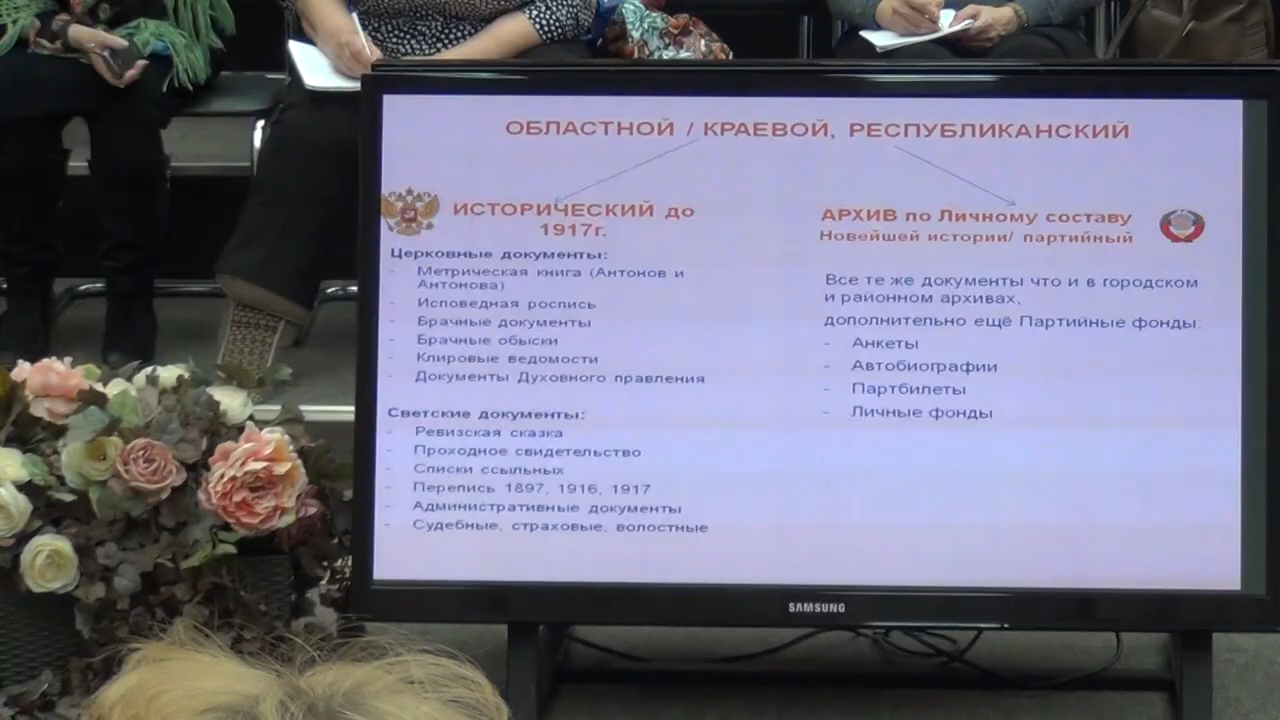 ОБЛАСТНОЙ / КРАЕВОЙ, РЕСПУБЛИКАНСКИЙ
ИСТОРИЧЕСКИЙ до
1917г.
Церковные документы:
- Метрическая книга (Антонов и
Антонова)
- Исповедная роспись
- Брачные документы
- Брачные обыски
- Клировые ведомости
- Документы Духовного правления
Светские документы:
- Ревизская сказка
- Проходное свидетельство
- Списки ссыльных
- Перепись 1897, 1916, 1917
- Административные документы
- Судебные, страховые, волостные
АРХИВ по Личному составу
Новейшей истории/ партийный
Все те же документы что и в городском
и районном архивах,
дополнительно ещё Партийные фонды:
- Анкеты
- Автобиографии
- Партбилеты
- Личные фонды
SAMSUNG